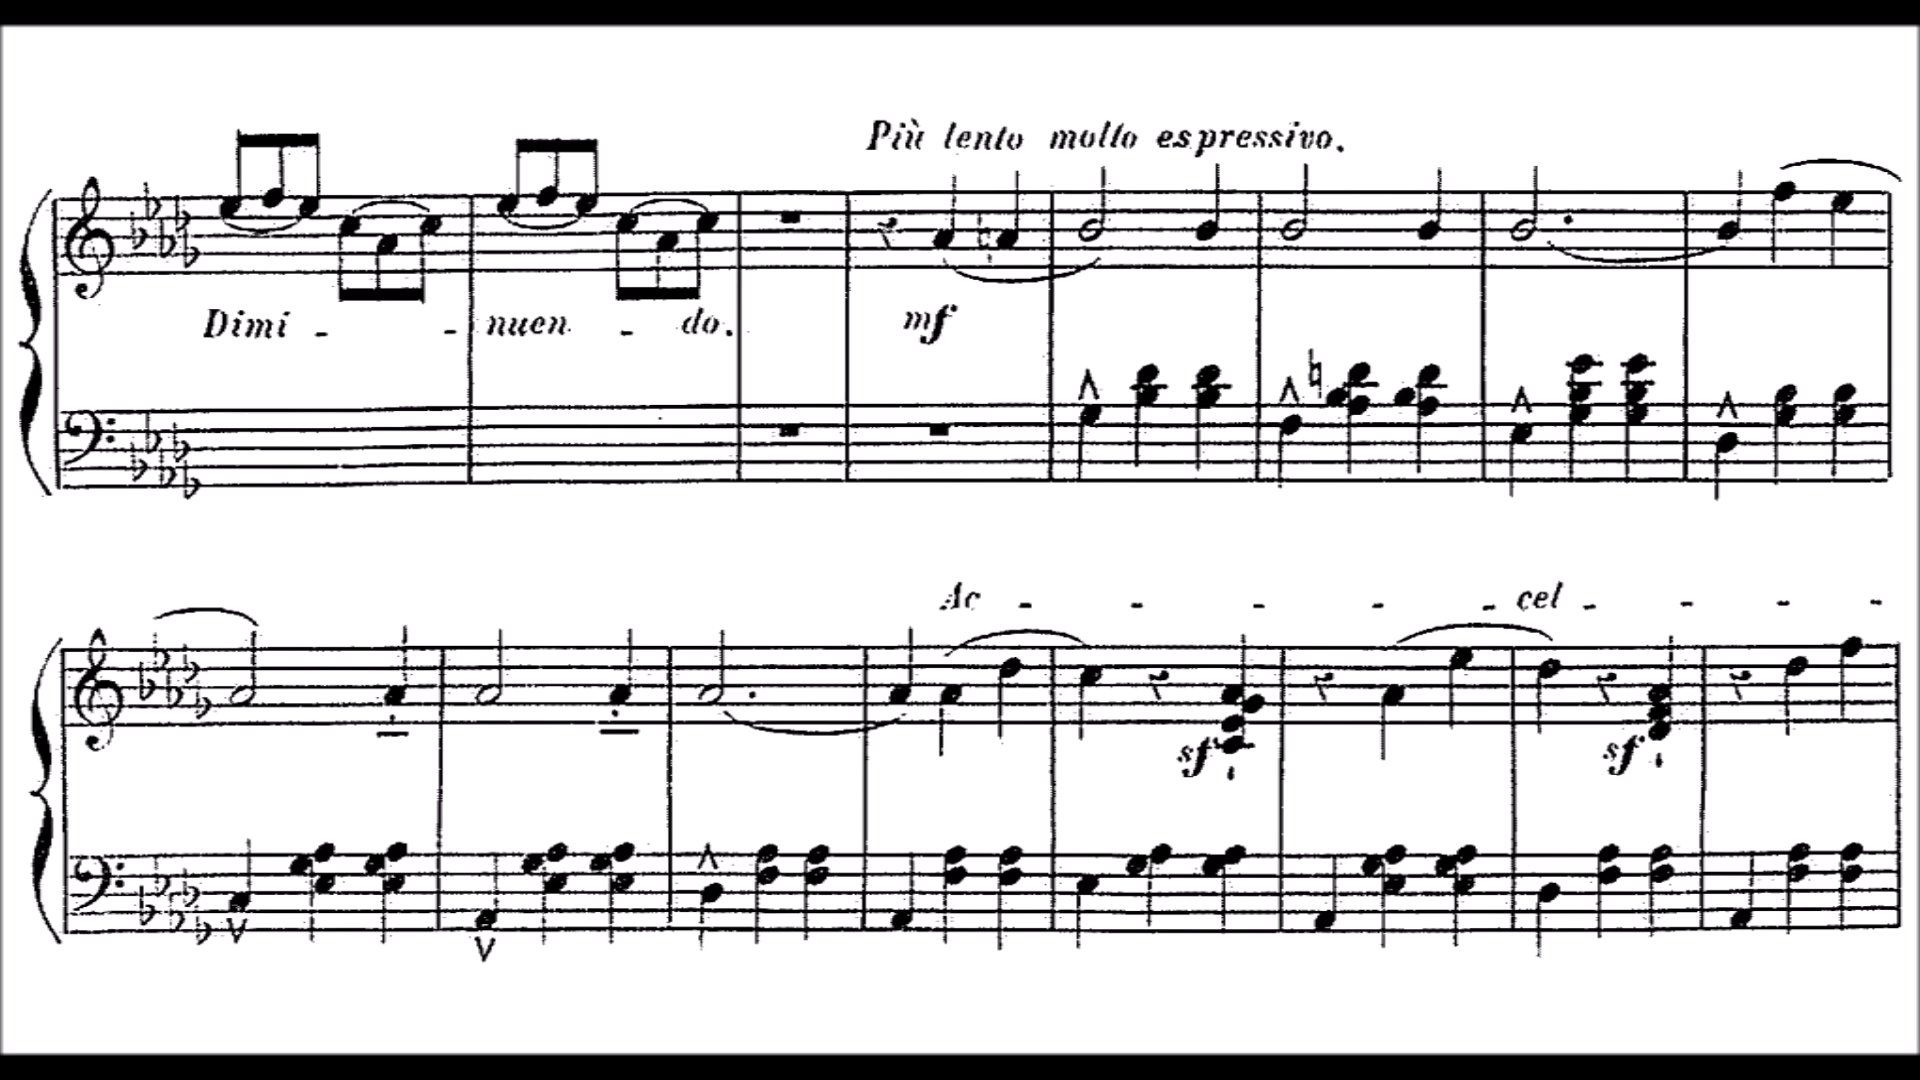 Più lento molto espressivo.
Dimi - - nuen - do. mf
Ac - - - - - cel - - - -
sf sf